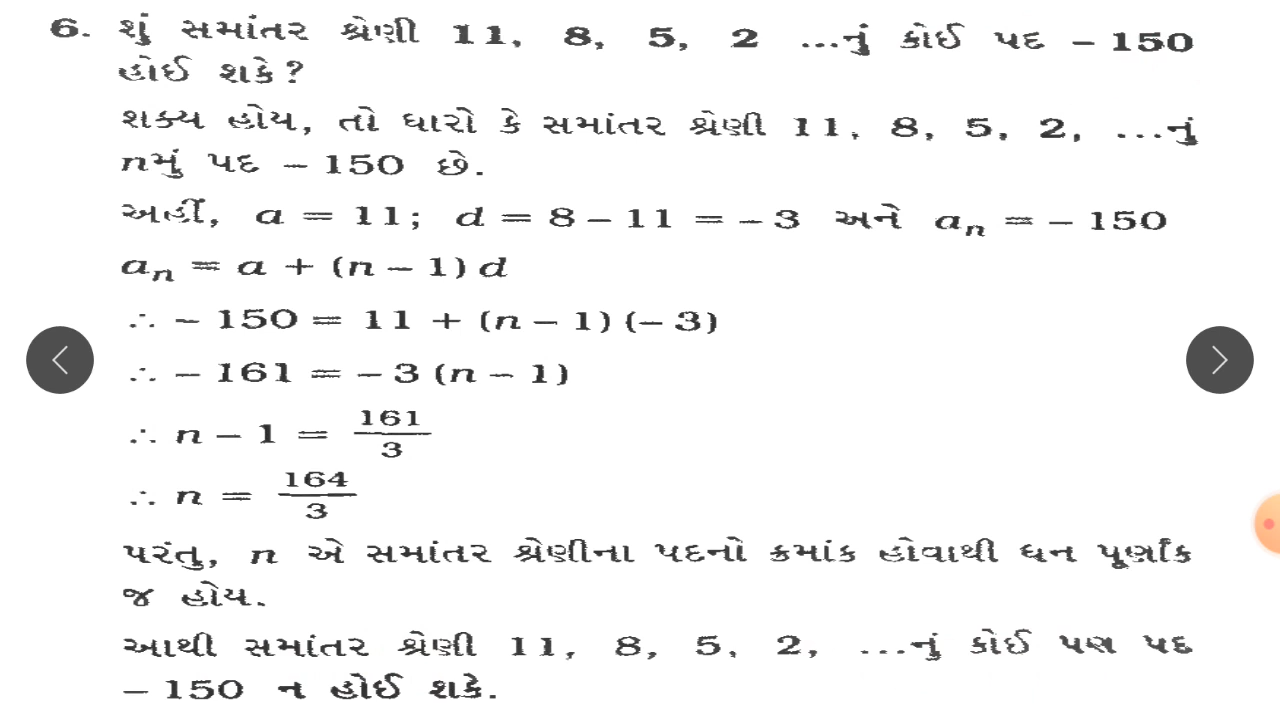 6. શું સમાંતર શ્રેણી 11, 8, 5, 2 ...નું કોઈ પદ – 150
હોઈ શકે?
શક્ય હોય, તો ધારો કે સમાંતર શ્રેણી 11, 8, 5, 2, ...નું
nમું પદ – 150 છે.
અહીં, a = 11; d = 8 – 11 = – 3 અને aₙ = – 150
aₙ = a + (n – 1) d
∴ – 150 = 11 + (n – 1) (– 3)
∴ – 161 = – 3 (n – 1)
∴ n – 1 = 161/3
∴ n = 164/3
પરંતુ, n એ સમાંતર શ્રેણીના પદનો ક્રમાંક હોવાથી ધન પૂર્ણાંક
જ હોય.
આથી સમાંતર શ્રેણી 11, 8, 5, 2, ...નું કોઈ પણ પદ
– 150 ન હોઈ શકે.